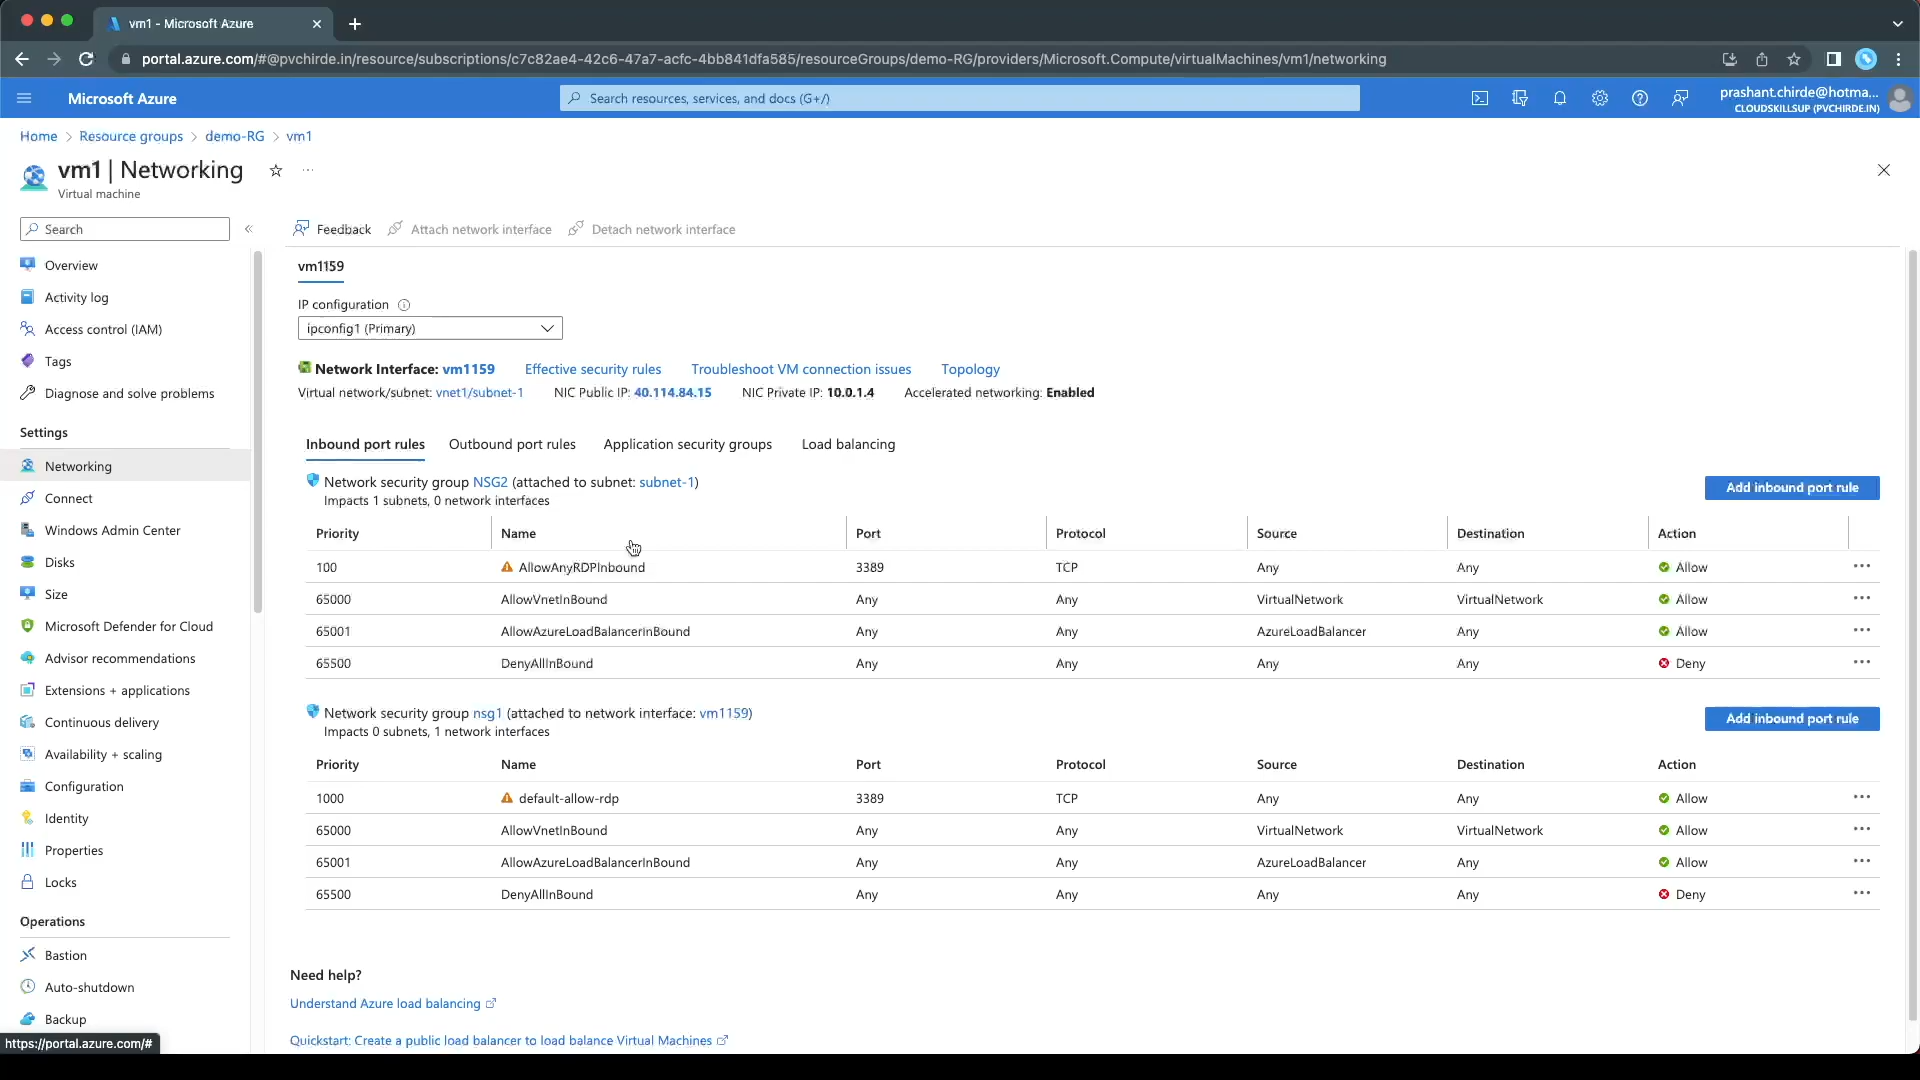 vm1 - Microsoft Azure
portal.azure.com/#@pvchirde.in/resource/subscriptions/c7c82ae4-42c6-47a7-acfc-4bb841dfa585/resourceGroups/demo-RG/providers/Microsoft.Compute/virtualMachines/vm1/networking
Microsoft Azure
Search resources, services, and docs (G+/)
prashant.chirde@hotma...
CLOUDSKILLSUP (PVCHIRDE.IN)
Home > Resource groups > demo-RG > vm1
vm1 | Networking
Virtual machine
Search
Overview
Activity log
Access control (IAM)
Tags
Diagnose and solve problems
Settings
Networking
Connect
Windows Admin Center
Disks
Size
Microsoft Defender for Cloud
Advisor recommendations
Extensions + applications
Continuous delivery
Availability + scaling
Configuration
Identity
Properties
Locks
Operations
Bastion
Auto-shutdown
Backup
https://portal.azure.com/#
Feedback Attach network interface Detach network interface
vm1159
IP configuration
ipconfig1 (Primary)
Network Interface: vm1159 Effective security rules Troubleshoot VM connection issues Topology
Virtual network/subnet: vnet1/subnet-1 NIC Public IP: 40.114.84.15 NIC Private IP: 10.0.1.4 Accelerated networking: Enabled
Inbound port rules Outbound port rules Application security groups Load balancing
Network security group NSG2 (attached to subnet: subnet-1)
Impacts 1 subnets, 0 network interfaces
Add inbound port rule
Priority Name Port Protocol Source Destination Action
100 AllowAnyRDPInbound 3389 TCP Any Any Allow
65000 AllowVnetInBound Any Any VirtualNetwork VirtualNetwork Allow
65001 AllowAzureLoadBalancerInBound Any Any AzureLoadBalancer Any Allow
65500 DenyAllInBound Any Any Any Any Deny
Network security group nsg1 (attached to network interface: vm1159)
Impacts 0 subnets, 1 network interfaces
Add inbound port rule
Priority Name Port Protocol Source Destination Action
1000 default-allow-rdp 3389 TCP Any Any Allow
65000 AllowVnetInBound Any Any VirtualNetwork VirtualNetwork Allow
65001 AllowAzureLoadBalancerInBound Any Any AzureLoadBalancer Any Allow
65500 DenyAllInBound Any Any Any Any Deny
Need help?
Understand Azure load balancing
Quickstart: Create a public load balancer to load balance Virtual Machines